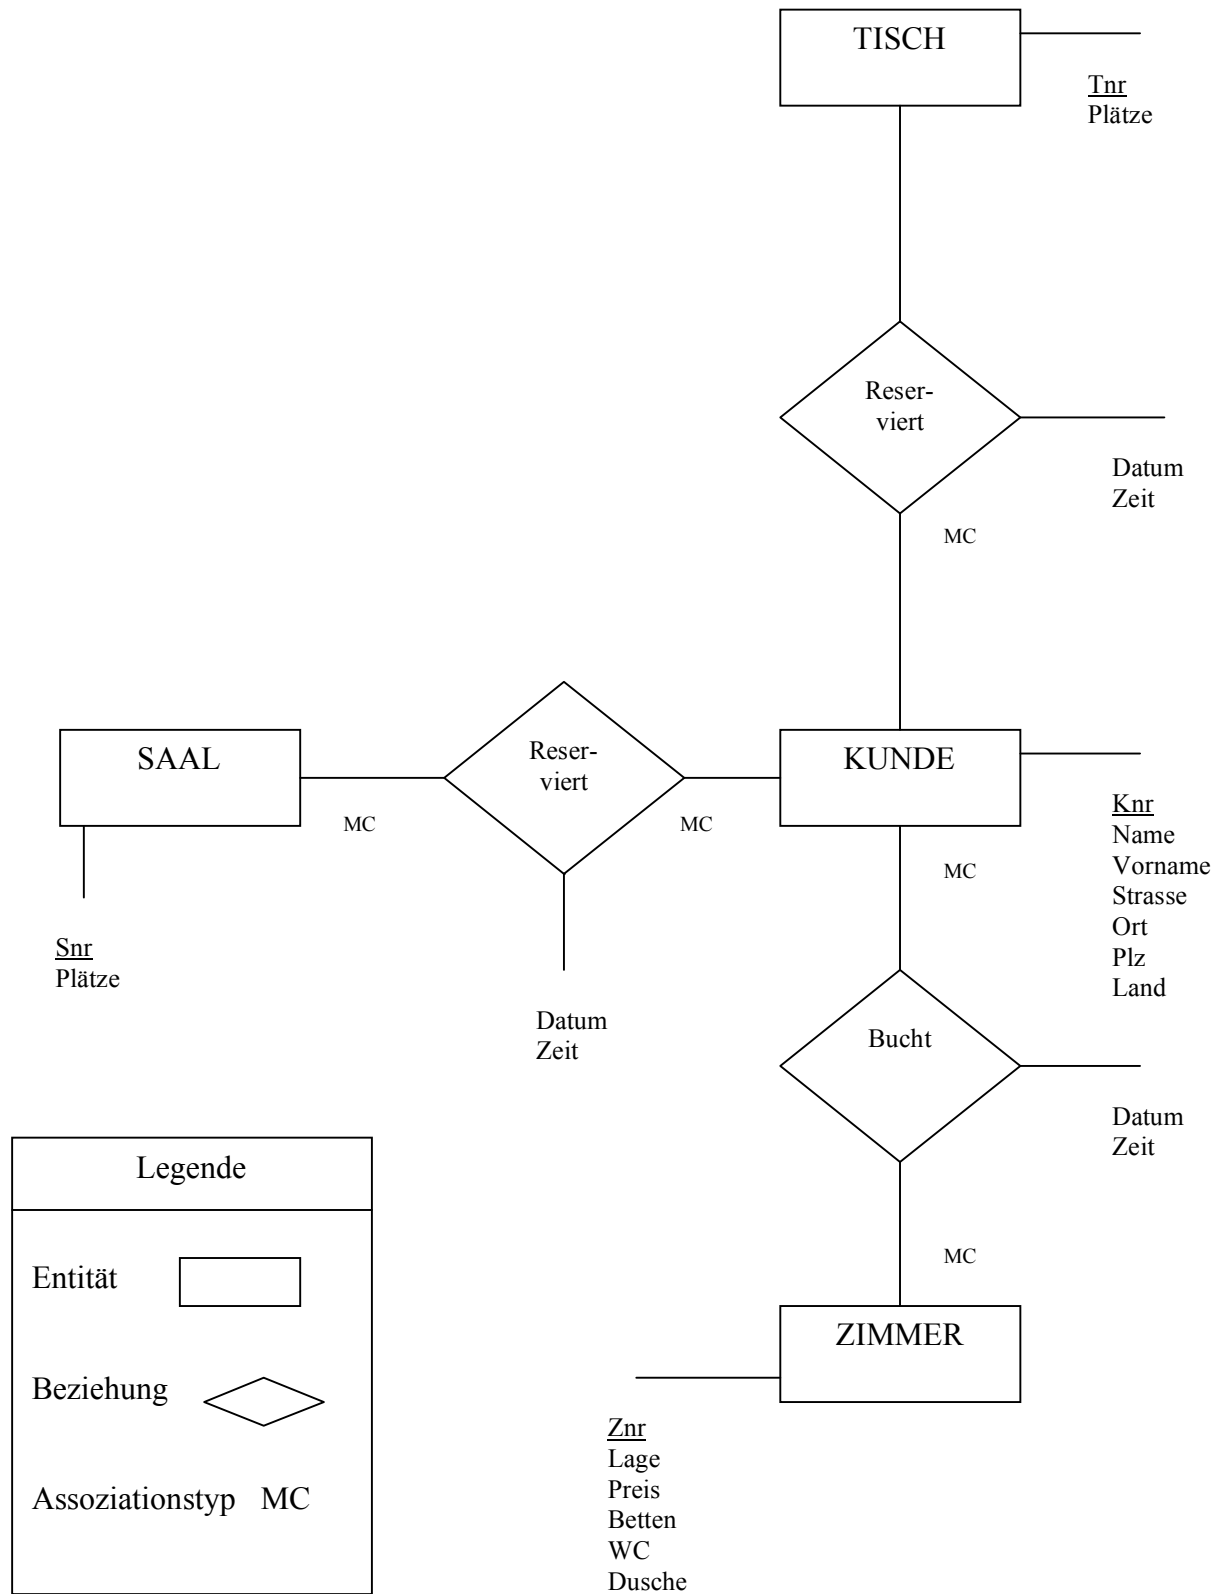 TISCH
Tnr
Plätze
Reser-
viert
Datum
Zeit
MC
SAAL
MC
Snr
Plätze
Reser-
viert
MC
Datum
Zeit
KUNDE
Knr
Name
Vorname
Strasse
Ort
Plz
Land
MC
Bucht
Datum
Zeit
MC
ZIMMER
Znr
Lage
Preis
Betten
WC
Dusche
Legende
Entität
Beziehung
Assoziationstyp MC